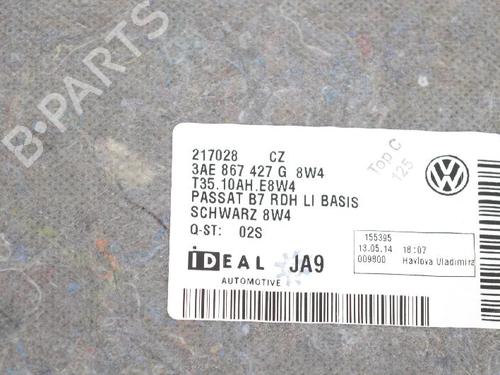 B-PARTS
217028 CZ
3AE 867 427 G 8W4
T35.10AH.E8W4
PASSAT B7 RDH LI BASIS
SCHWARZ 8W4
Q-ST: 02S
IDEAL JA9
AUTOMOTIVE
Top C
125
155395
13.05.14 18:07
009800 Havlova Vladimira